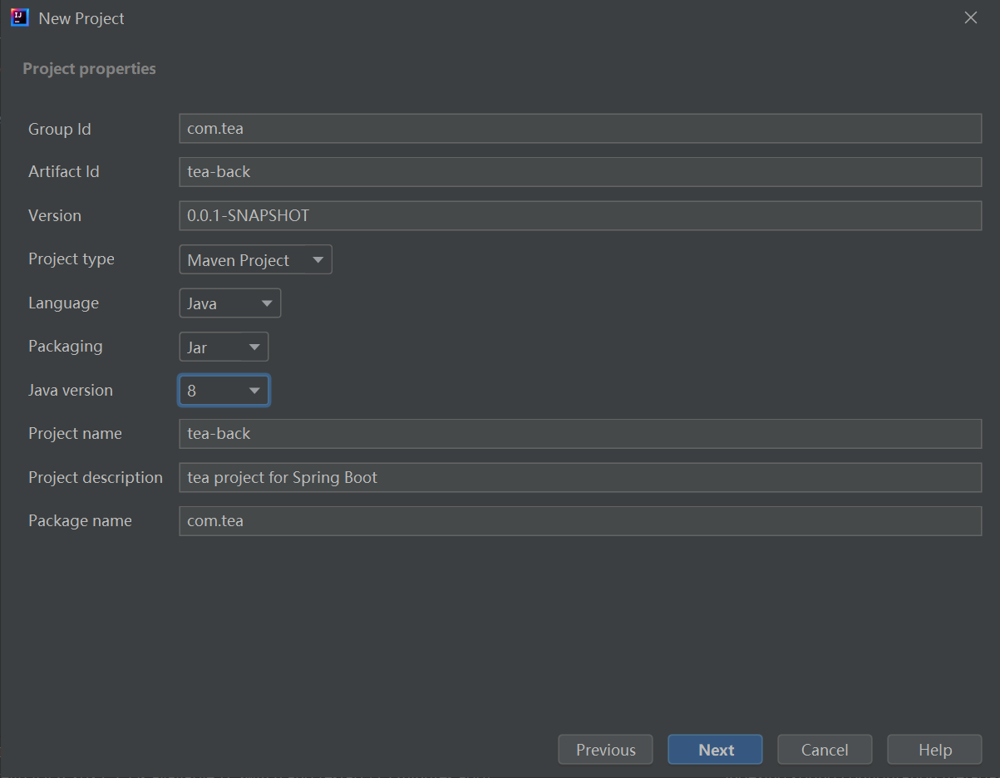 New Project
Project properties
Group Id com.tea
Artifact Id tea-back
Version 0.0.1-SNAPSHOT
Project type Maven Project
Language Java
Packaging Jar
Java version 8
Project name tea-back
Project description tea project for Spring Boot
Package name com.tea
Previous Next Cancel Help